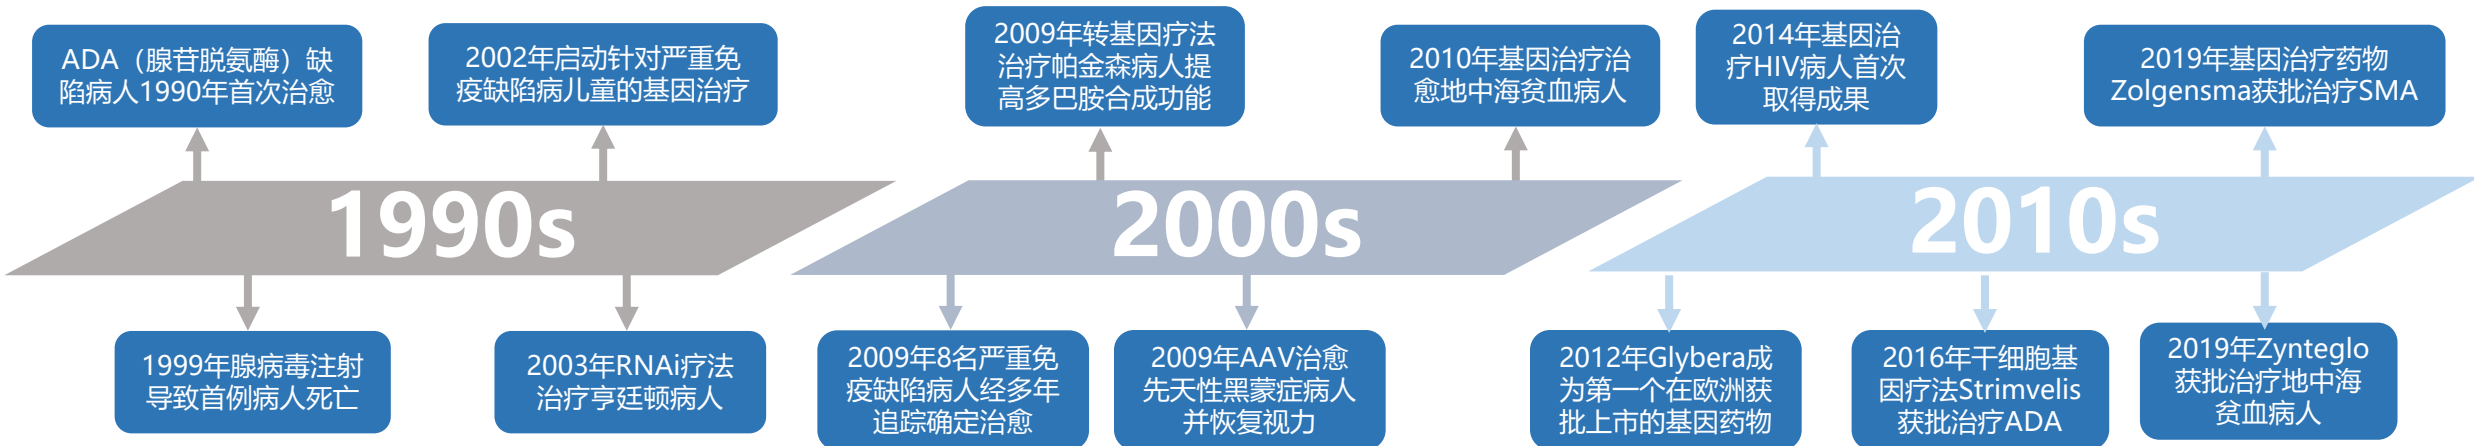 ADA（腺苷脱氨酶）缺
陷病人1990年首次治愈
2002年启动针对严重免
疫缺陷病儿童的基因治疗
2009年转基因疗法
治疗帕金森病人提
高多巴胺合成功能
2010年基因治疗治
愈地中海贫血病人
2014年基因治
疗HIV病人首次
取得成果
2019年基因治疗药物
Zolgensma获批治疗SMA
1990s
2000s
2010s
1999年腺病毒注射
导致首例病人死亡
2003年RNAi疗法
治疗亨廷顿病人
2009年8名严重免
疫缺陷病人经多年
追踪确定治愈
2009年AAV治愈
先天性黑蒙症病人
并恢复视力
2012年Glybera成
为第一个在欧洲获
批上市的基因药物
2016年干细胞基
因疗法Strimvelis
获批治疗ADA
2019年Zynteglo
获批治疗地中海
贫血病人